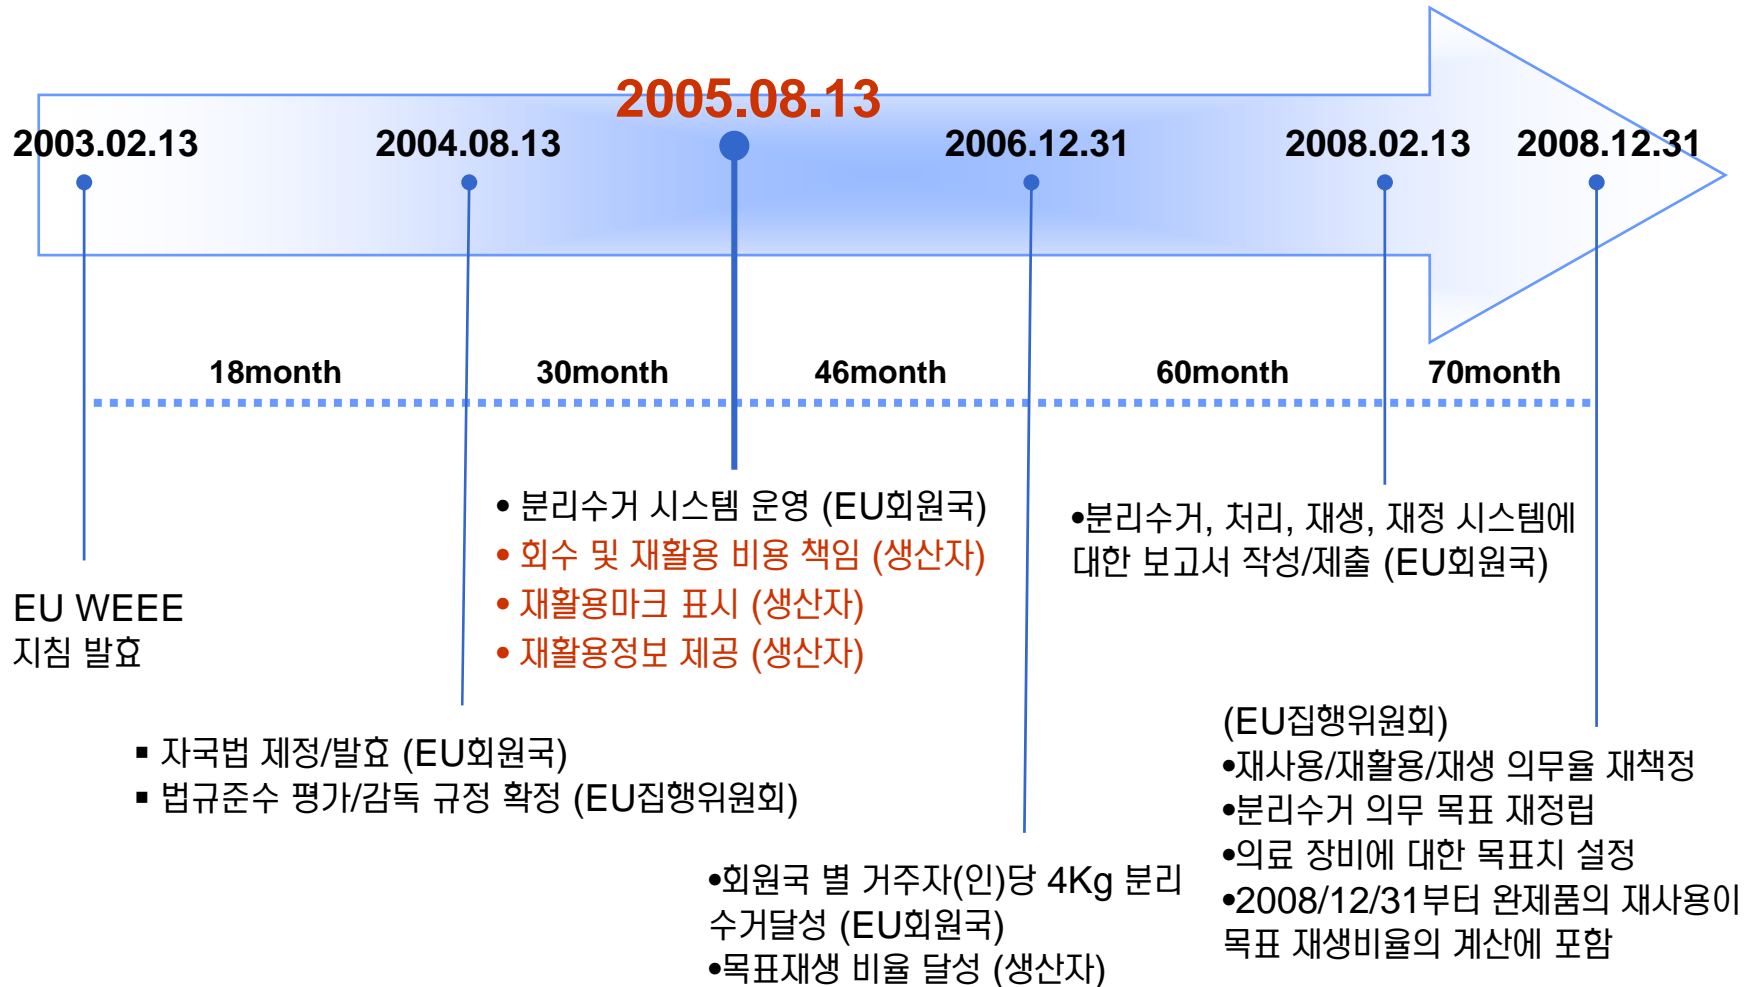 2005.08.13
2003.02.13
2004.08.13
2006.12.31
2008.02.13
2008.12.31
18month
30month
46month
60month
70month
EU WEEE
지침 발효
▪ 자국법 제정/발효 (EU회원국)
▪ 법규준수 평가/감독 규정 확정 (EU집행위원회)
• 분리수거 시스템 운영 (EU회원국)
• 회수 및 재활용 비용 책임 (생산자)
• 재활용마크 표시 (생산자)
• 재활용정보 제공 (생산자)
•회원국 별 거주자(인)당 4Kg 분리
수거달성 (EU회원국)
•목표재생 비율 달성 (생산자)
•분리수거, 처리, 재생, 재정 시스템에
대한 보고서 작성/제출 (EU회원국)
(EU집행위원회)
•재사용/재활용/재생 의무율 재책정
•분리수거 의무 목표 재정립
•의료 장비에 대한 목표치 설정
•2008/12/31부터 완제품의 재사용이
목표 재생비율의 계산에 포함